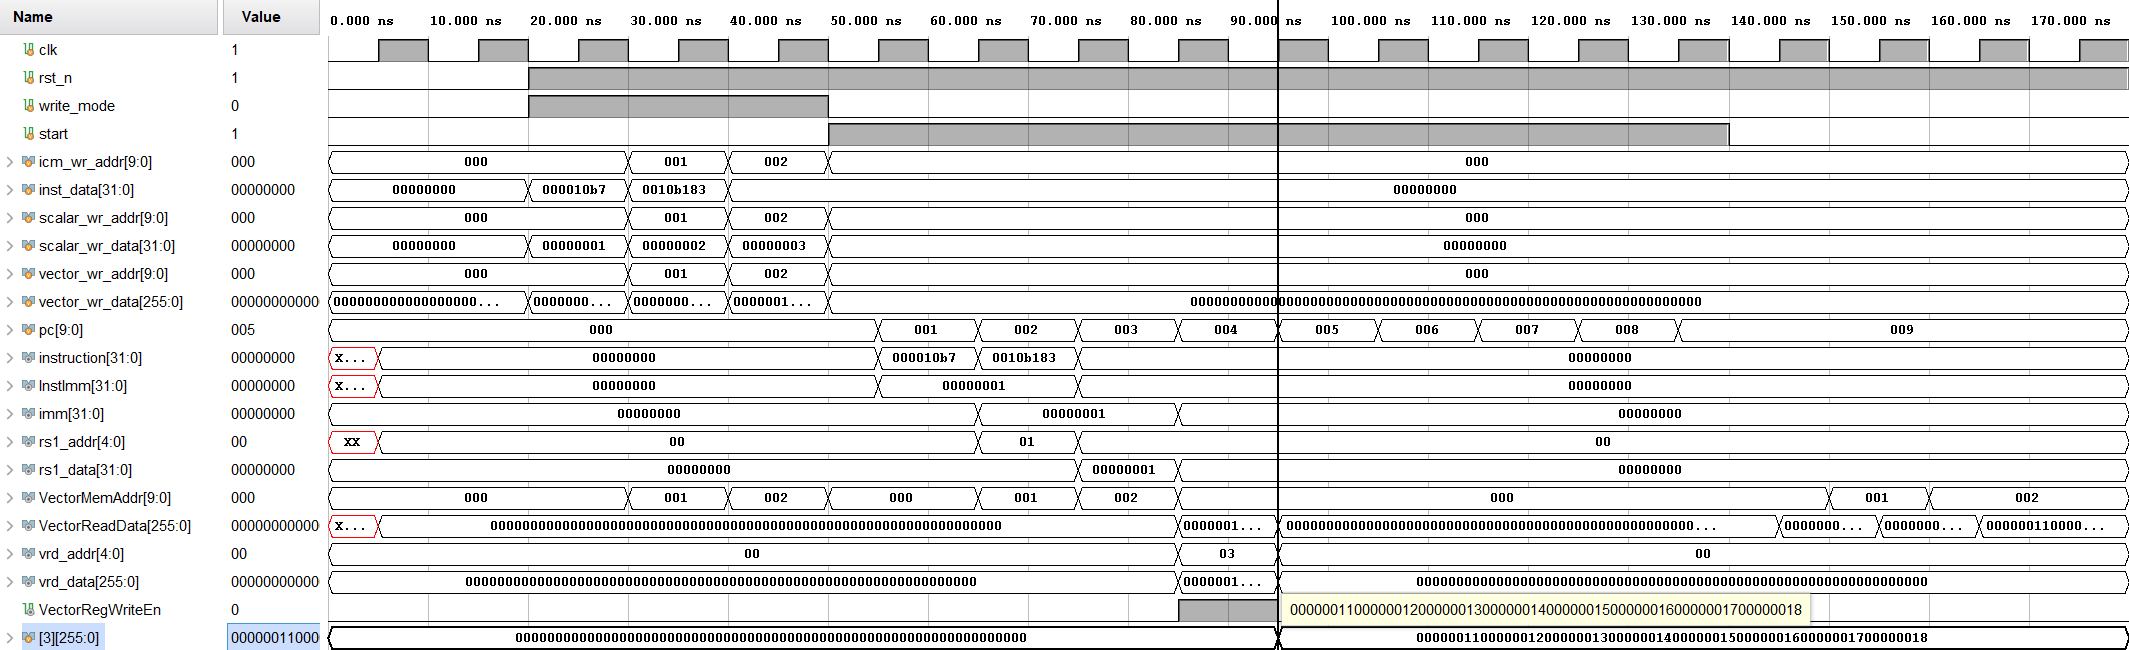 Name Value 0.000 ns 10.000 ns 20.000 ns 30.000 ns 40.000 ns 50.000 ns 60.000 ns 70.000 ns 80.000 ns 90.000 ns 100.000 ns 110.000 ns 120.000 ns 130.000 ns 140.000 ns 150.000 ns 160.000 ns 170.000 ns
clk 1
rst_n 1
write_mode 0
start 1
icm_wr_addr[9:0] 000 000 001 002 000
inst_data[31:0] 00000000 00000000 000010b7 0010b183 00000000
scalar_wr_addr[9:0] 000 000 001 002 000
scalar_wr_data[31:0] 00000000 00000000 00000001 00000002 00000003 00000000
vector_wr_addr[9:0] 000 000 001 002 000
vector_wr_data[255:0] 00000000000 000000000000000000... 0000000... 0000000... 0000001... 0000000000000000000000000000000000000000000000000000000000000000
pc[9:0] 005 000 001 002 003 004 005 006 007 008 009
instruction[31:0] 00000000 X... 00000000 000010b7 0010b183 00000000
InstImm[31:0] 00000000 X... 00000000 00000001 00000000
imm[31:0] 00000000 00000000 00000001 00000000
rs1_addr[4:0] 00 XX 00 01 00
rs1_data[31:0] 00000000 00000000 00000001 00000000
VectorMemAddr[9:0] 000 000 001 002 000 001 002 000 001 002
VectorReadData[255:0] 00000000000 X... 0000000000000000000000000000000000000000000000000000000000000000 0000001... 000000000000000000000000000000000000000000000000000... 0000000... 0000000... 000000110000...
vrd_addr[4:0] 00 00 03 00
vrd_data[255:0] 00000000000 0000000000000000000000000000000000000000000000000000000000000000 0000001... 0000000000000000000000000000000000000000000000000000000000000000
VectorRegWriteEn 0 0000001100000012000000130000001400000015000000160000001700000018
[3][255:0] 00000011000 0000000000000000000000000000000000000000000000000000000000000000 0000001100000012000000130000001400000015000000160000001700000018